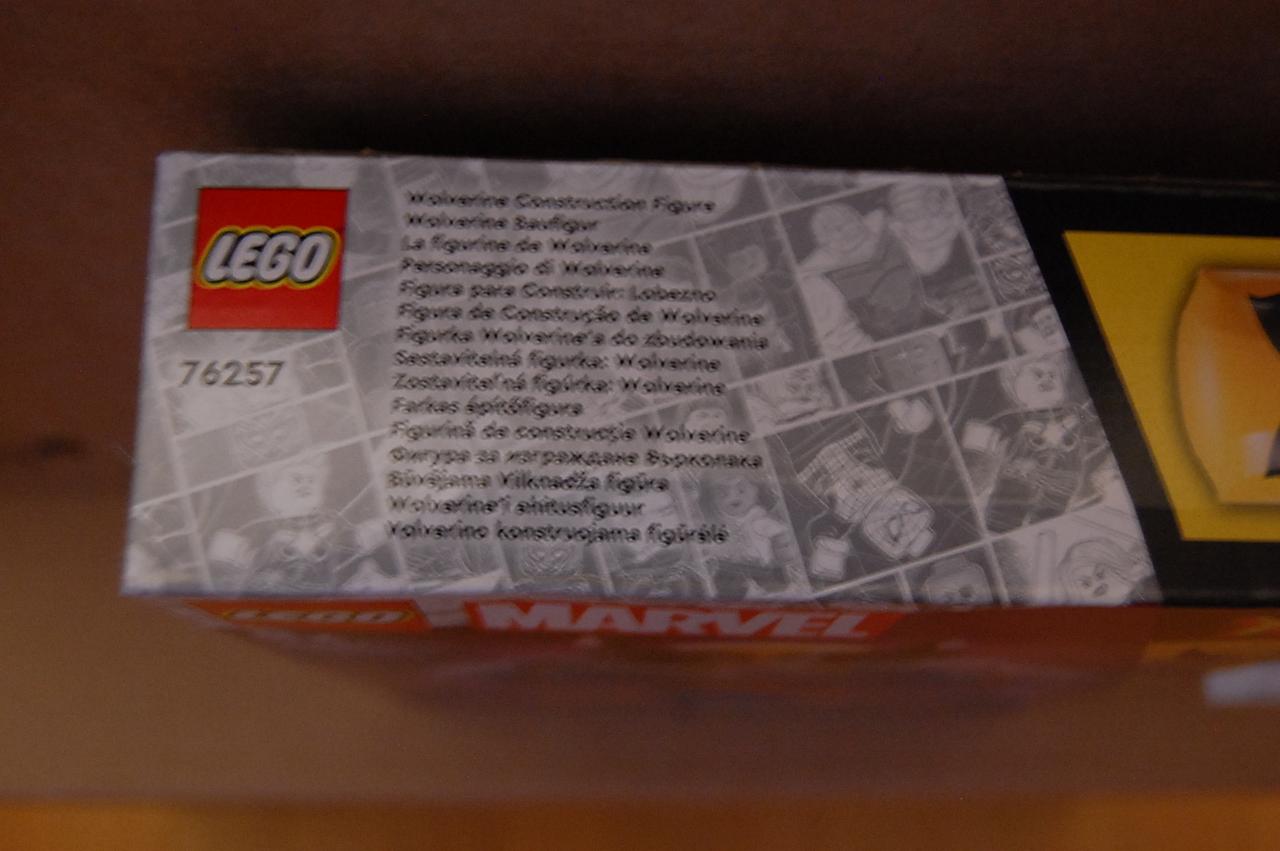 LEGO
76257
Wolverine Construction Figure
Wolverine Baufigur
La figurine de Wolverine
Personaggio di Wolverine
Figura para Construir: Lobezno
Figura de Construção de Wolverine
Figurka Wolverine'a do zbudowania
Sestavitelná figurka: Wolverine
Zostaviteľná figúrka: Wolverine
Farkas építőfigura
Figurină de construcție Wolverine
Фигура за изграждане Върколака
Būvējama Vilknadža figūra
Wolverine'i ehitusfiguur
Volverino konstruojama figūrėlė
LEGO MARVEL